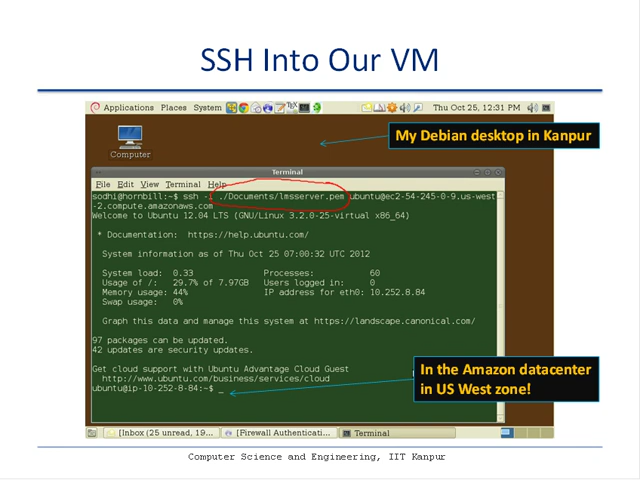 SSH Into Our VM
Applications Places System
Thu Oct 25, 12:31 PM
My Debian desktop in Kanpur
Computer
Terminal
File Edit View Terminal Help
sodhi@hornbill:~$ ssh -i ./Documents/lmsserver.pem ubuntu@ec2-54-245-0-9.us-west
-2.compute.amazonaws.com
Welcome to Ubuntu 12.04 LTS (GNU/Linux 3.2.0-25-virtual x86_64)
* Documentation: https://help.ubuntu.com/
System information as of Thu Oct 25 07:00:32 UTC 2012
System load: 0.33 Processes: 60
Usage of /: 29.7% of 7.97GB Users logged in: 0
Memory usage: 44% IP address for eth0: 10.252.8.84
Swap usage: 0%
Graph this data and manage this system at https://landscape.canonical.com/
97 packages can be updated.
42 updates are security updates.
Get cloud support with Ubuntu Advantage Cloud Guest
http://www.ubuntu.com/business/services/cloud
ubuntu@ip-10-252-8-84:~$ _
In the Amazon datacenter
in US West zone!
[Inbox (25 unread, 19... [Firewall Authenticati... Terminal
Computer Science and Engineering, IIT Kanpur